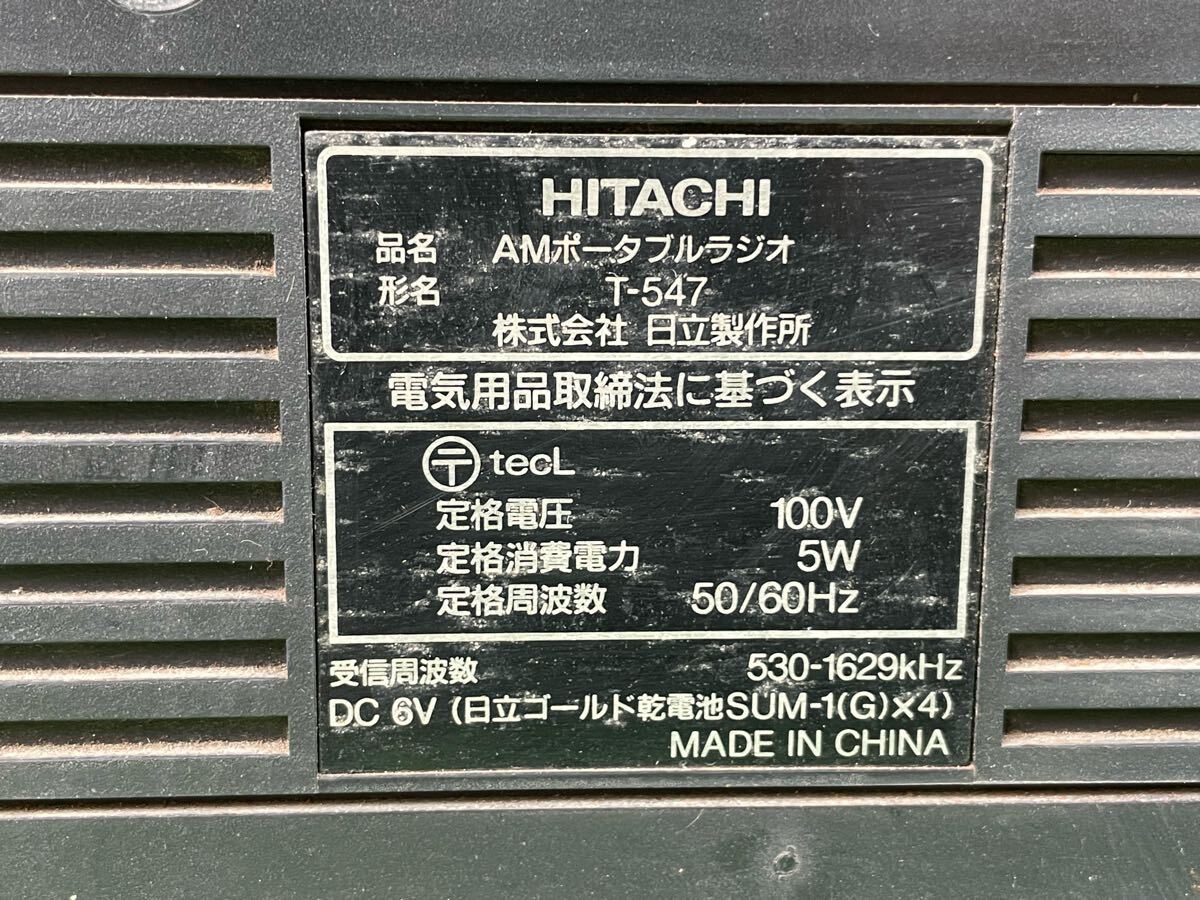 HITACHI
品名 AMポータブルラジオ
形名 T-547
株式会社 日立製作所
電気用品取締法に基づく表示
〒 tecL
定格電圧 100V
定格消費電力 5W
定格周波数 50/60Hz
受信周波数 530-1629kHz
DC 6V (日立ゴールド乾電池SUM-1(G)×4)
MADE IN CHINA